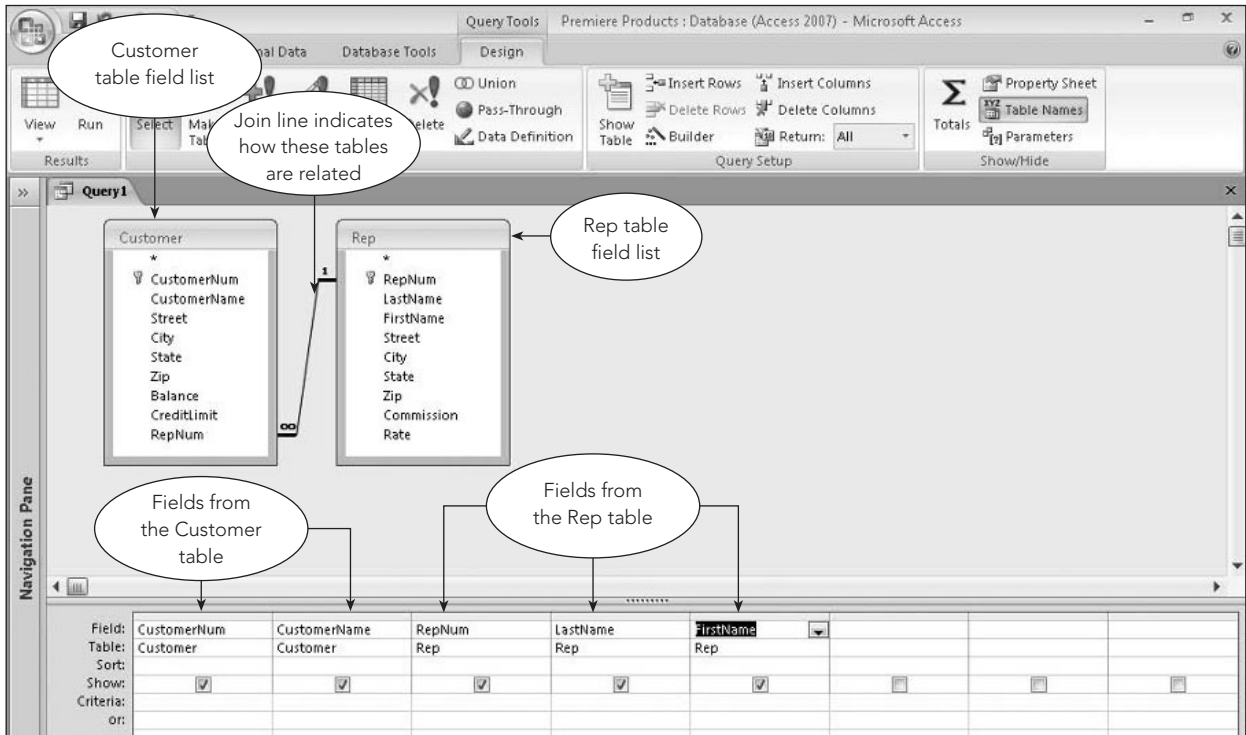 Query Tools
Premiere Products : Database (Access 2007) - Microsoft Access
Customer
table field list
nal Data
Database Tools
Design
View
Run
Select
Join line indicates
how these tables
are related
Union
Pass-Through
Data Definition
Show
Table
Insert Rows
Delete Rows
Builder
Insert Columns
Delete Columns
Return: All
Totals
Property Sheet
Table Names
Parameters
Results
Query Setup
Show/Hide
Query1
Customer
*
CustomerNum
CustomerName
Street
City
State
Zip
Balance
CreditLimit
RepNum
1
∞
Rep
*
RepNum
LastName
FirstName
Street
City
State
Zip
Commission
Rate
Rep table
field list
Navigation Pane
Fields from
the Customer
table
Fields from
the Rep table
Field: CustomerNum CustomerName RepNum LastName FirstName
Table: Customer Customer Rep Rep Rep
Sort:
Show:
Criteria:
or: